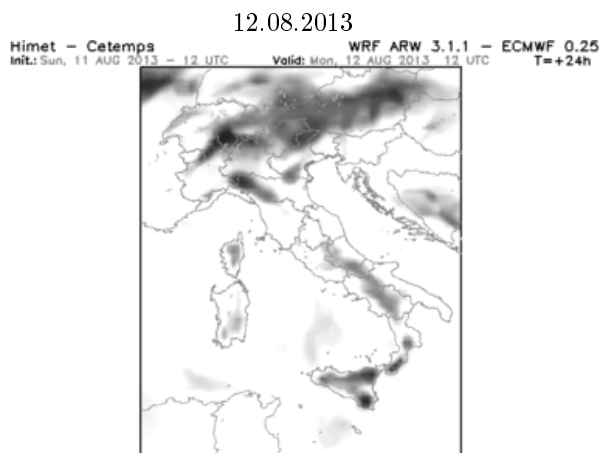 12.08.2013
Himet – Cetemps WRF ARW 3.1.1 – ECMWF 0.25
Init.: Sun, 11 AUG 2013 – 12 UTC Valid: Mon, 12 AUG 2013 12 UTC T=+24h